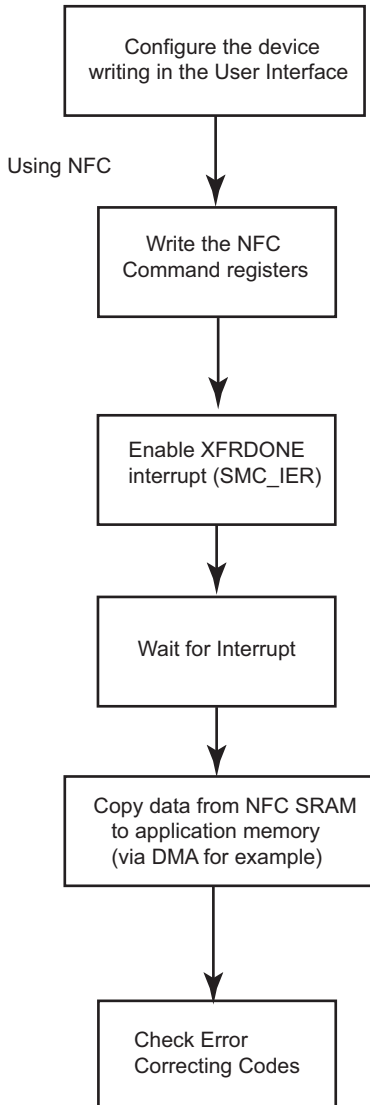 Configure the device
writing in the User Interface
Using NFC
Write the NFC
Command registers
Enable XFRDONE
interrupt (SMC_IER)
Wait for Interrupt
Copy data from NFC SRAM
to application memory
(via DMA for example)
Check Error
Correcting Codes